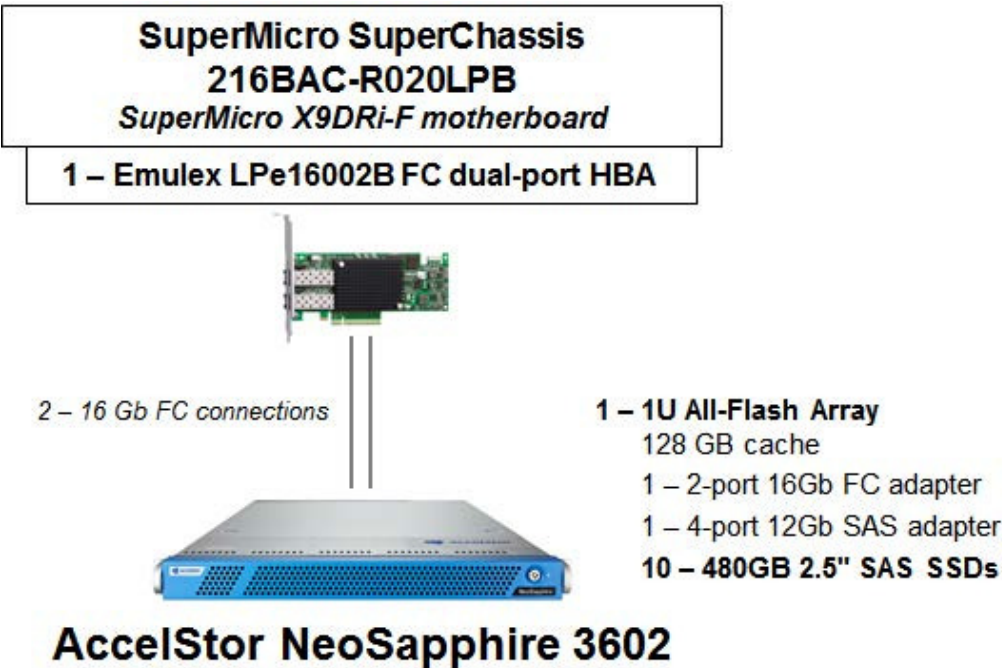 SuperMicro SuperChassis
216BAC-R020LPB
SuperMicro X9DRi-F motherboard
1 – Emulex LPe16002B FC dual-port HBA
2 – 16 Gb FC connections
1 – 1U All-Flash Array
128 GB cache
1 – 2-port 16Gb FC adapter
1 – 4-port 12Gb SAS adapter
10 – 480GB 2.5" SAS SSDs
NeoSapphire
AccelStor NeoSapphire 3602